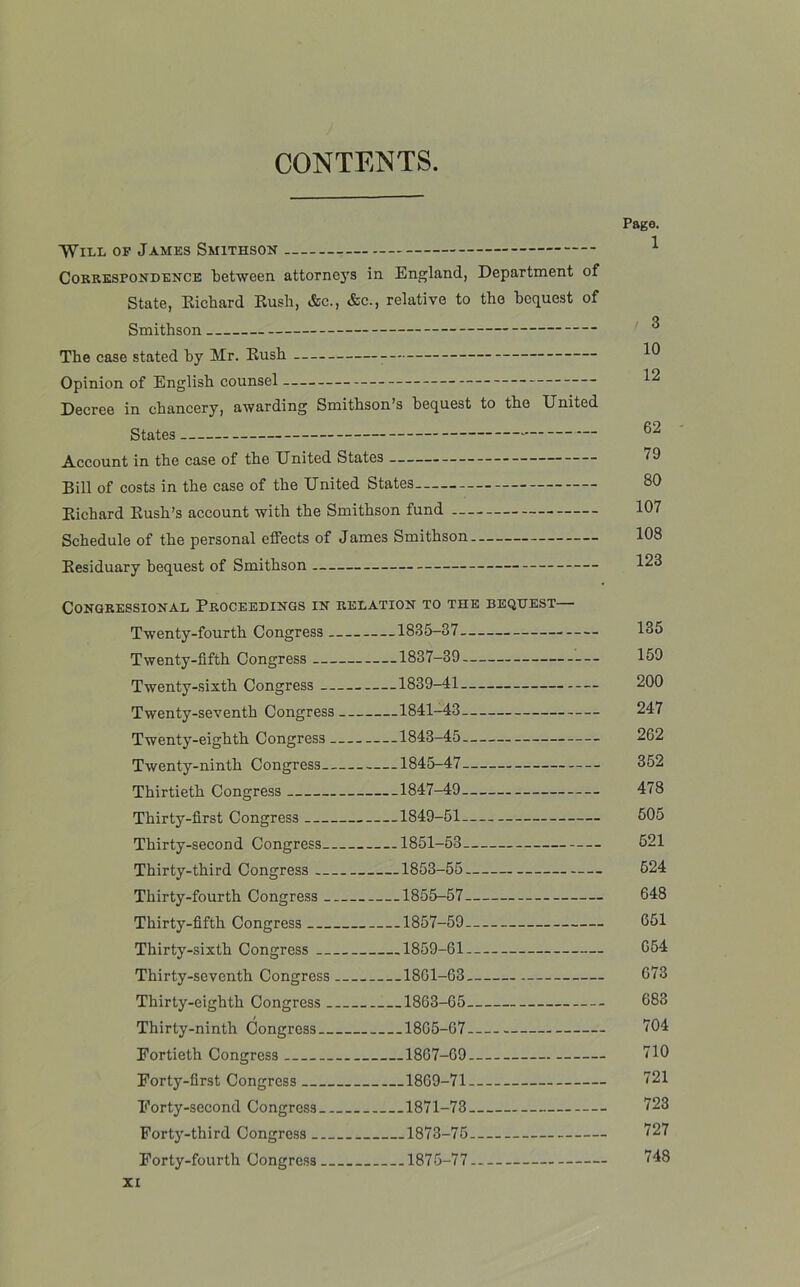 CONTENTS.
Page.
WILL OF JAMES SMITHSON 1
CORRESPONDENCE between attorneys in England, Department of
State, Richard Rush, &c., &c., relative to the bequest of
Smithson 3
The case stated by Mr. Rush 10
Opinion of English counsel 12
Decree in chancery, awarding Smithson's bequest to the United
States 62
Account in the case of the United States 79
Bill of costs in the case of the United States 80
Richard Rush's account with the Smithson fund 107
Schedule of the personal effects of James Smithson 108
Residuary bequest of Smithson 123
CONGRESSIONAL PROCEEDINGS IN RELATION TO THE BEQUEST—
Twenty-fourth Congress 1835-37 135
Twenty-fifth Congress 1837-39 159
Twenty-sixth Congress 1839-41 200
Twenty-seventh Congress 1841-43 247
Twenty-eighth Congress 1843-45 262
Twenty-ninth Congress 1845-47 352
Thirtieth Congress 1847-49 478
Thirty-first Congress 1849-51 505
Thirty-second Congress 1851-53 521
Thirty-third Congress 1853-55 524
Thirty-fourth Congress 1855-57 648
Thirty-fifth Congress 1857-59 651
Thirty-sixth Congress 1859-61 654
Thirty-seventh Congress 1861-63 673
Thirty-eighth Congress 1863-65 683
Thirty-ninth Congress 1865-67 704
Fortieth Congress 1867-69 710
Forty-first Congress 1869-71 721
Forty-second Congress 1871-73 723
Forty-third Congress 1873-75 727
Forty-fourth Congress 1875-77 748
XI